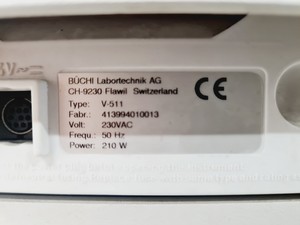 BÜCHI Labortechnik AG
CH-9230 Flawil Switzerland
Type: V-511
Fabr.: 413994010013
Volt: 230VAC
Frequ.: 50 Hz
Power: 210 W
CE